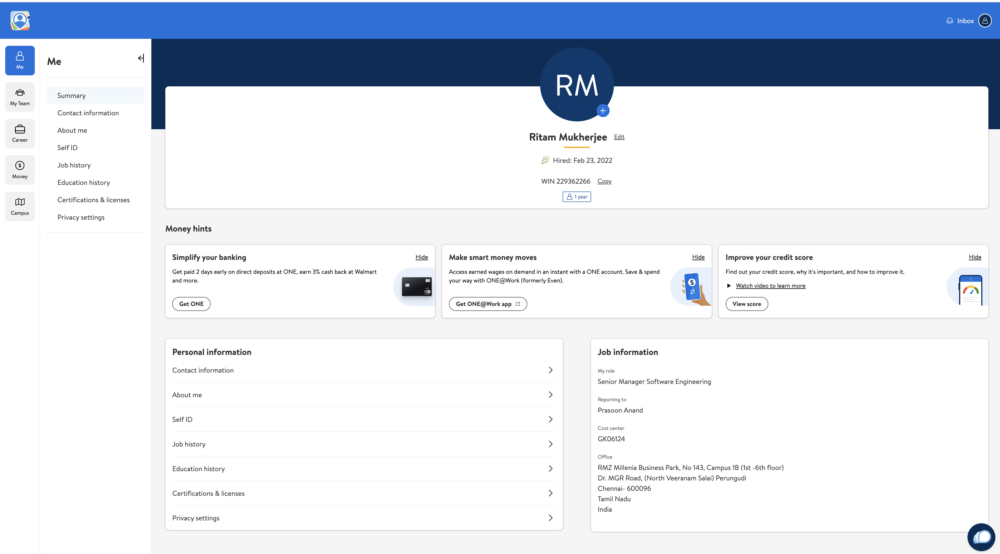 Inbox
Me
My Team
Career
Money
Campus
Me
Summary
Contact information
About me
Self ID
Job history
Education history
Certifications & licenses
Privacy settings
RM
Ritam Mukherjee Edit
Hired: Feb 23, 2022
WIN 229362266 Copy
1 year
Money hints
Simplify your banking Hide
Get paid 2 days early on direct deposits at ONE, earn 3% cash back at Walmart
and more.
ONE
Get ONE
Make smart money moves Hide
Access earned wages on demand in an instant with a ONE account. Save & spend
your way with ONE@Work (formerly Even).
$
Get ONE@Work app
Improve your credit score Hide
Find out your credit score, why it's important, and how to improve it.
Watch video to learn more
View score
Personal information
Contact information
About me
Self ID
Job history
Education history
Certifications & licenses
Privacy settings
Job information
My role
Senior Manager Software Engineering
Reporting to
Prasoon Anand
Cost center
GK06124
Office
RMZ Millenia Business Park, No 143, Campus 1B (1st -6th floor)
Dr. MGR Road, (North Veeranam Salai) Perungudi
Chennai- 600096
Tamil Nadu
India